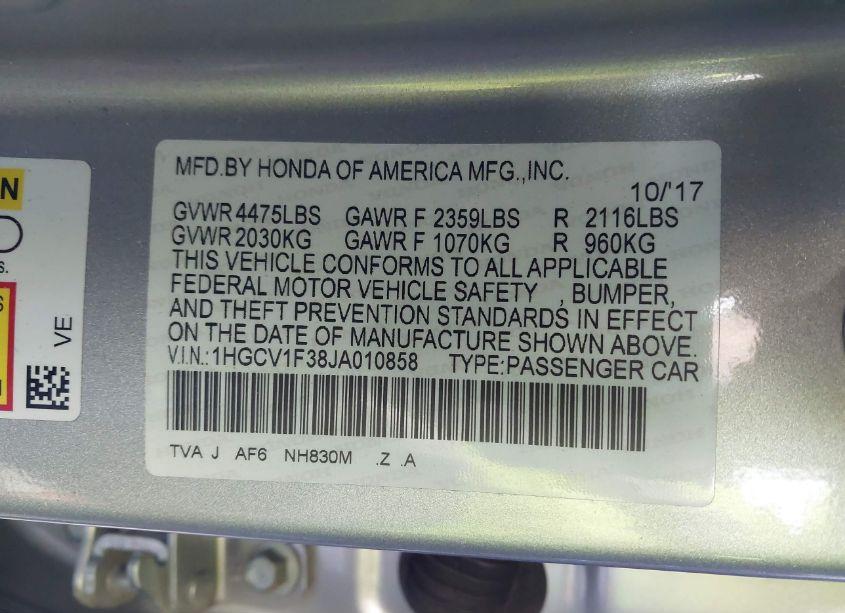 MFD.BY HONDA OF AMERICA MFG.,INC.
10/'17
GVWR 4475LBS GAWR F 2359LBS R 2116LBS
GVWR 2030KG GAWR F 1070KG R 960KG
THIS VEHICLE CONFORMS TO ALL APPLICABLE
FEDERAL MOTOR VEHICLE SAFETY , BUMPER,
AND THEFT PREVENTION STANDARDS IN EFFECT
ON THE DATE OF MANUFACTURE SHOWN ABOVE.
V.I.N.:1HGCV1F38JA010858 TYPE:PASSENGER CAR
TVA J AF6 NH830M .Z .A
VE